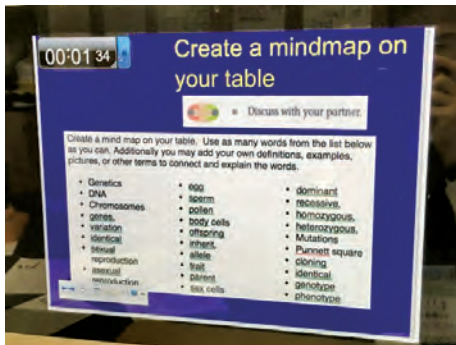 00:01 34
Create a mindmap on
your table
Discuss with your partner.
Create a mind map on your table. Use as many words from the list below
as you can. Additionally you may add your own definitions, examples,
pictures, or other terms to connect and explain the words.
• Genetics
• DNA
• Chromosomes
• genes,
• variation
• identical
• sexual
reproduction
• asexual
reproduction
• egg
• sperm
• pollen
• body cells
• offspring
• inherit,
• allele
• trait
• parent
• sex cells
• dominant
• recessive,
• homozygous,
• heterozygous,
• Mutations
• Punnett square
• cloning
• identical
• genotype
• phenotype